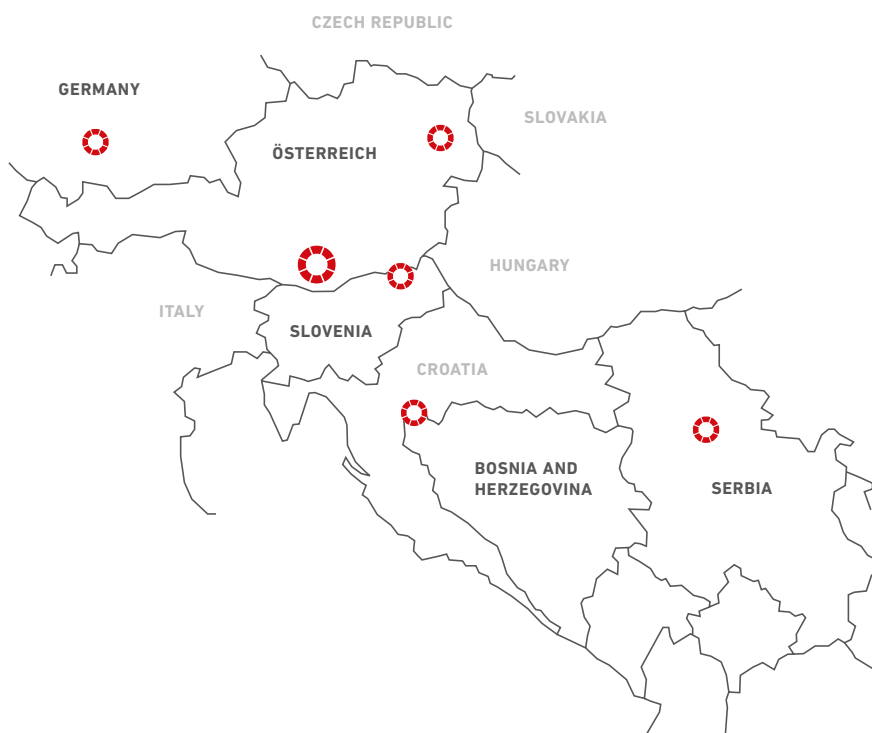 CZECH REPUBLIC
GERMANY
SLOVAKIA
ÖSTERREICH
HUNGARY
ITALY
SLOVENIA
CROATIA
BOSNIA AND
HERZEGOVINA
SERBIA